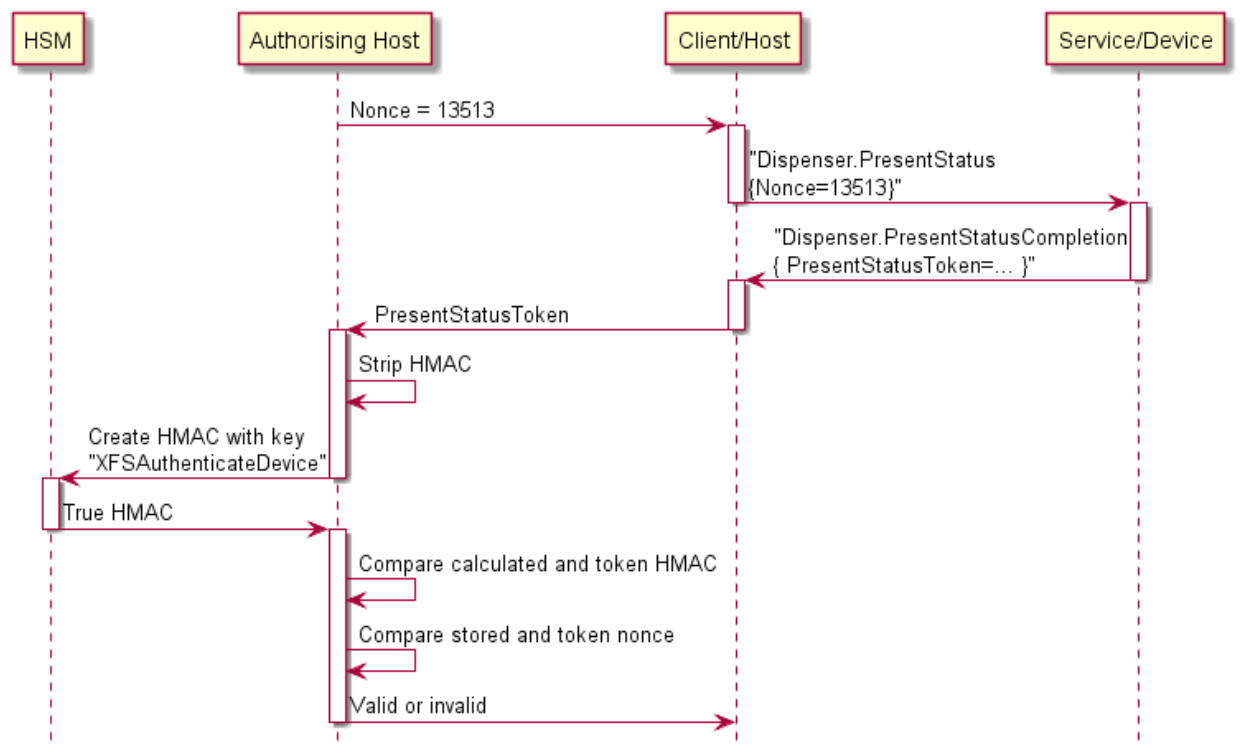 HSM
Authorising Host
Client/Host
Service/Device
Nonce = 13513
"Dispenser.PresentStatus
{Nonce=13513}"
"Dispenser.PresentStatusCompletion
{ PresentStatusToken=... }"
PresentStatusToken
Strip HMAC
Create HMAC with key
"XFSAuthenticateDevice"
True HMAC
Compare calculated and token HMAC
Compare stored and token nonce
Valid or invalid